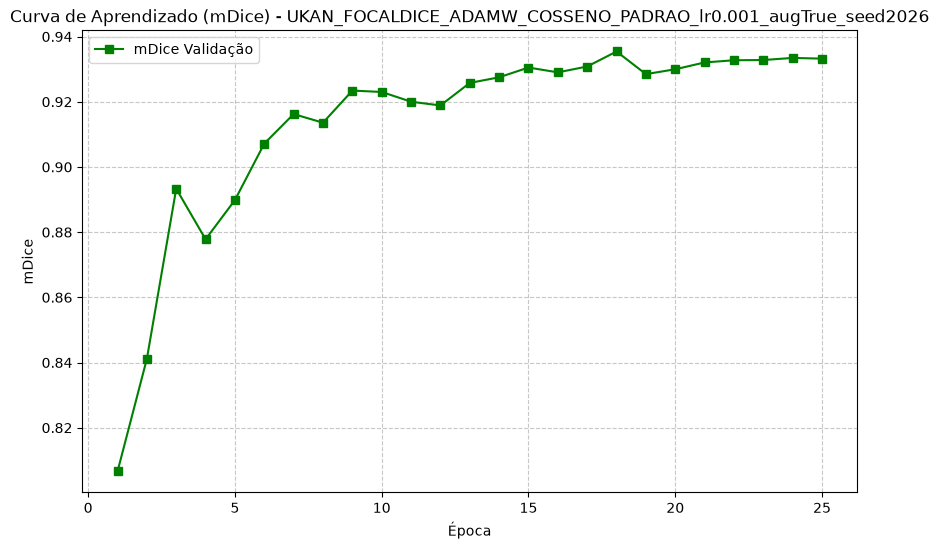 Curva de Aprendizado (mDice) - UKAN_FOCALDICE_ADAMW_COSSENO_PADRAO_lr0.001_augTrue_seed2026
mDice Validação
0.94
0.92
0.90
0.88
0.86
0.84
0.82
mDice
0 5 10 15 20 25
Época